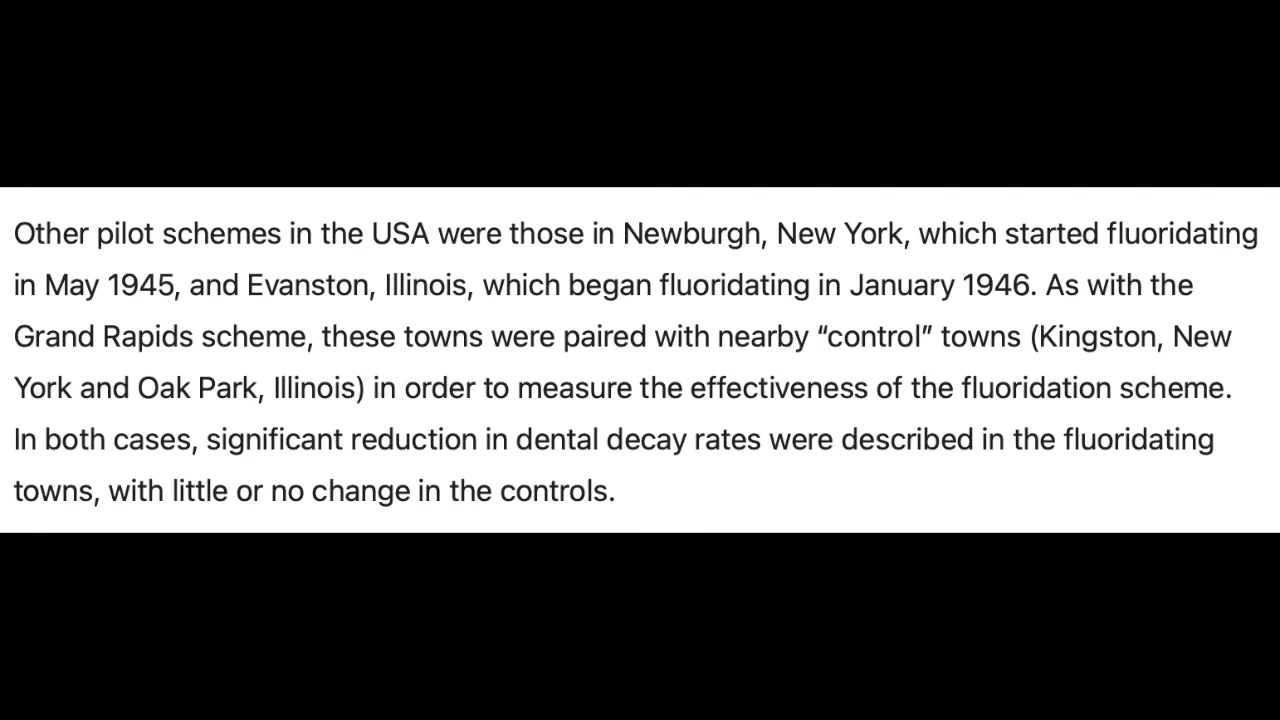 Other pilot schemes in the USA were those in Newburgh, New York, which started fluoridating
in May 1945, and Evanston, Illinois, which began fluoridating in January 1946. As with the
Grand Rapids scheme, these towns were paired with nearby “control” towns (Kingston, New
York and Oak Park, Illinois) in order to measure the effectiveness of the fluoridation scheme.
In both cases, significant reduction in dental decay rates were described in the fluoridating
towns, with little or no change in the controls.